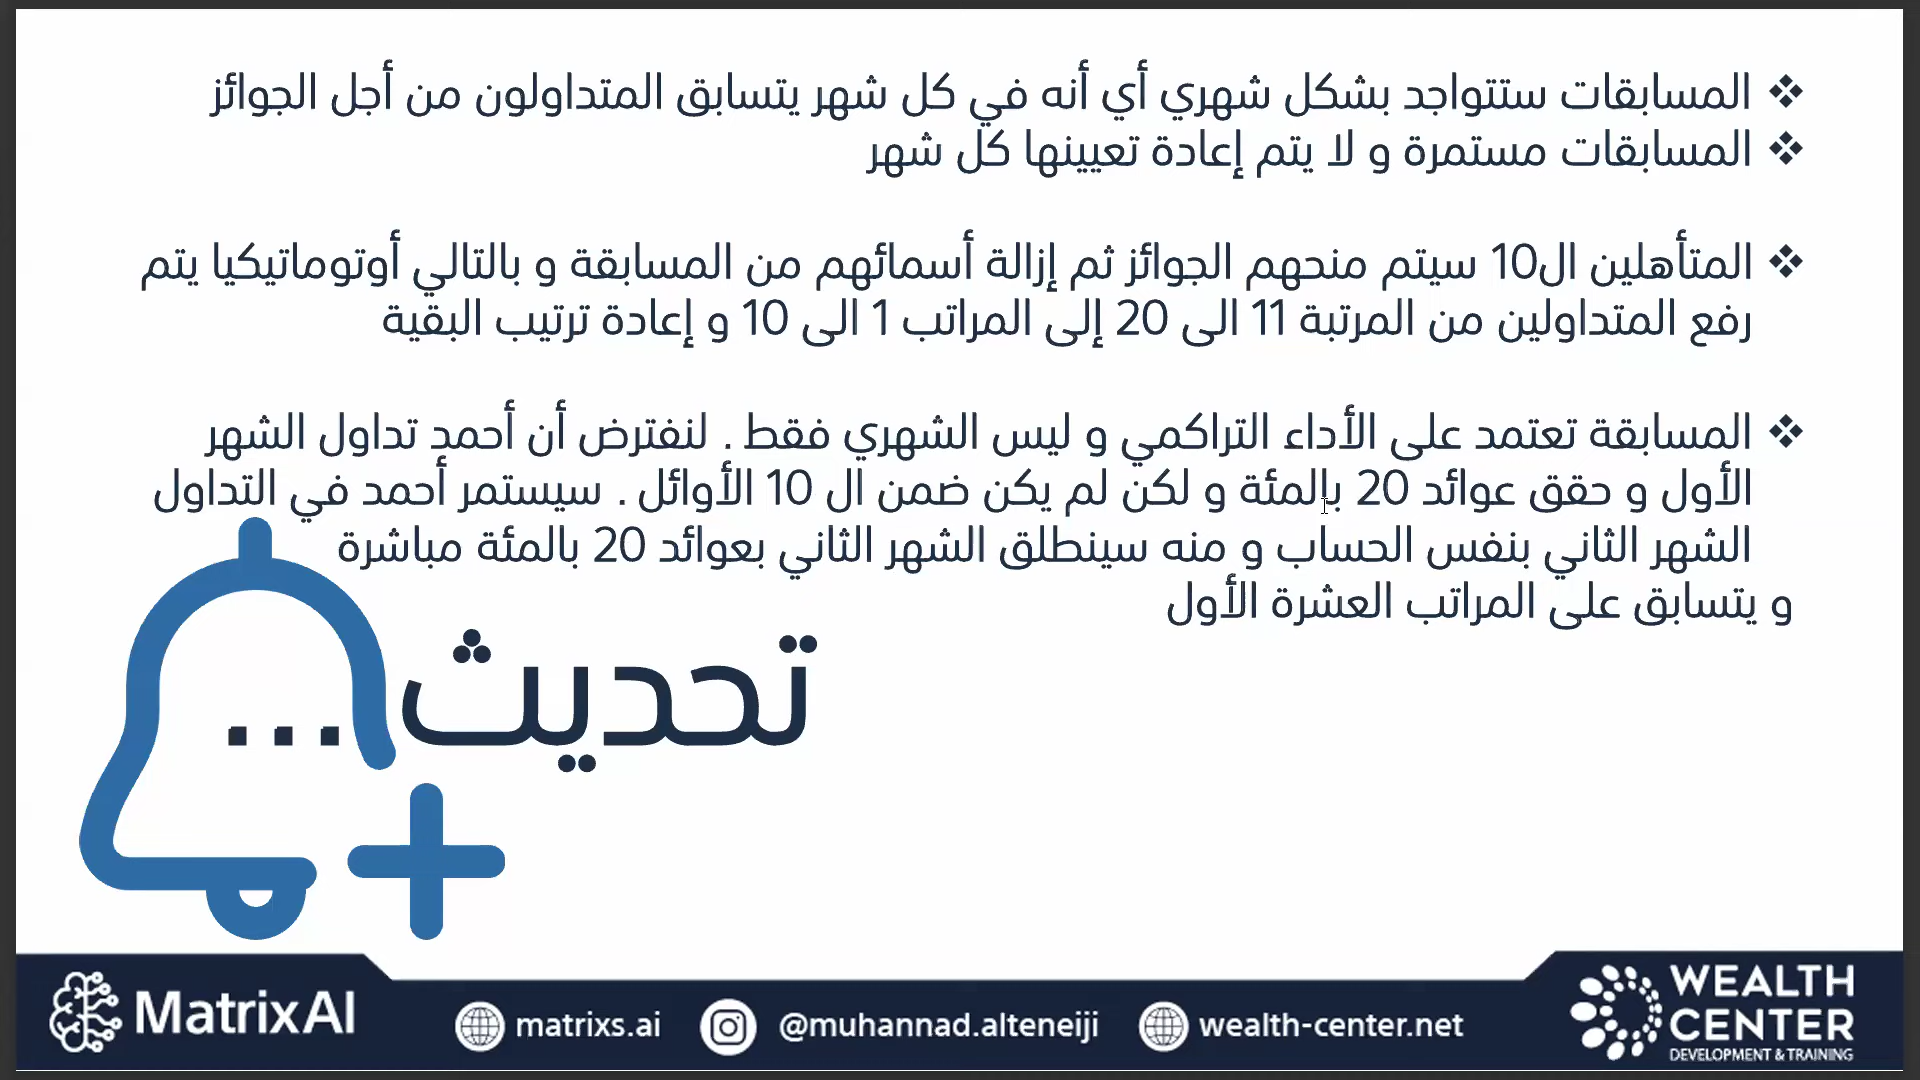 ❖ المسابقات ستتواجد بشكل شهري أي أنه في كل شهر يتسابق المتداولون من أجل الجوائز
❖ المسابقات مستمرة و لا يتم إعادة تعيينها كل شهر
❖ المتأهلين ال10 سيتم منحهم الجوائز ثم إزالة أسمائهم من المسابقة و بالتالي أوتوماتيكيا يتم
رفع المتداولين من المرتبة 11 الى 20 إلى المراتب 1 الى 10 و إعادة ترتيب البقية
❖ المسابقة تعتمد على الأداء التراكمي و ليس الشهري فقط . لنفترض أن أحمد تداول الشهر
الأول و حقق عوائد 20 بالمئة و لكن لم يكن ضمن ال 10 الأوائل . سيستمر أحمد في التداول
الشهر الثاني بنفس الحساب و منه سينطلق الشهر الثاني بعوائد 20 بالمئة مباشرة
و يتسابق على المراتب العشرة الأول
تحديث ...
MatrixAI
matrixs.ai
@muhannad.alteneiji
wealth-center.net
WEALTH
CENTER
DEVELOPMENT & TRAINING